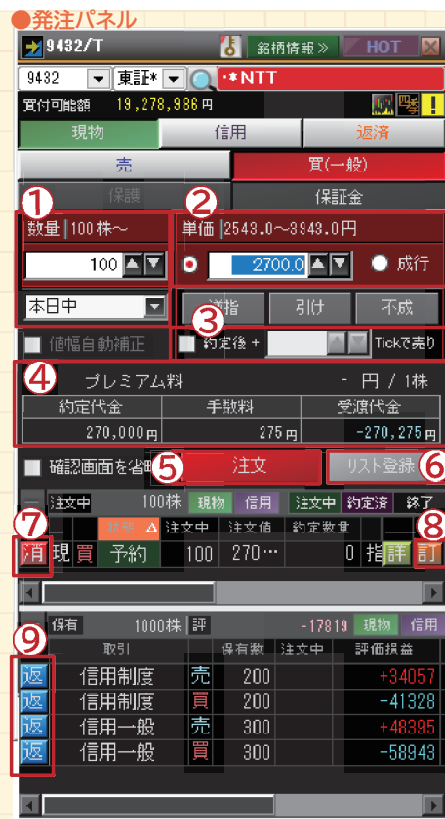 ●発注パネル
9432/T 銘柄情報≫ HOT
9432 東証* ・*NTT
買付可能額 19,278,986 円 四季
現物 信用 返済
売 買(一般)
保護 保証金
① ②
数量 100株～ 単価 2543.0～3943.0円
100 2700.0 成行
本日中 逆指 引け 不成
③
値幅自動補正 約定後 + Tickで売り
④ プレミアム料 - 円 / 1株
約定代金 手数料 受渡代金
270,000円 275円 -270,275円
確認画面を省略 ⑤ 注文 リスト登録 ⑥
注文中 100株 現物 信用 注文中 約定済 終了
⑦ 種別 注文中 注文値 約定数量 ⑧
消 現 買 予約 100 270… 0 指 詳 訂
⑨ 保有 1000株 評 -17819 現物 信用
取引 保有数 注文中 評価損益
返 信用制度 売 200 +34057
返 信用制度 買 200 -41328
返 信用一般 売 300 +48395
返 信用一般 買 300 -58943